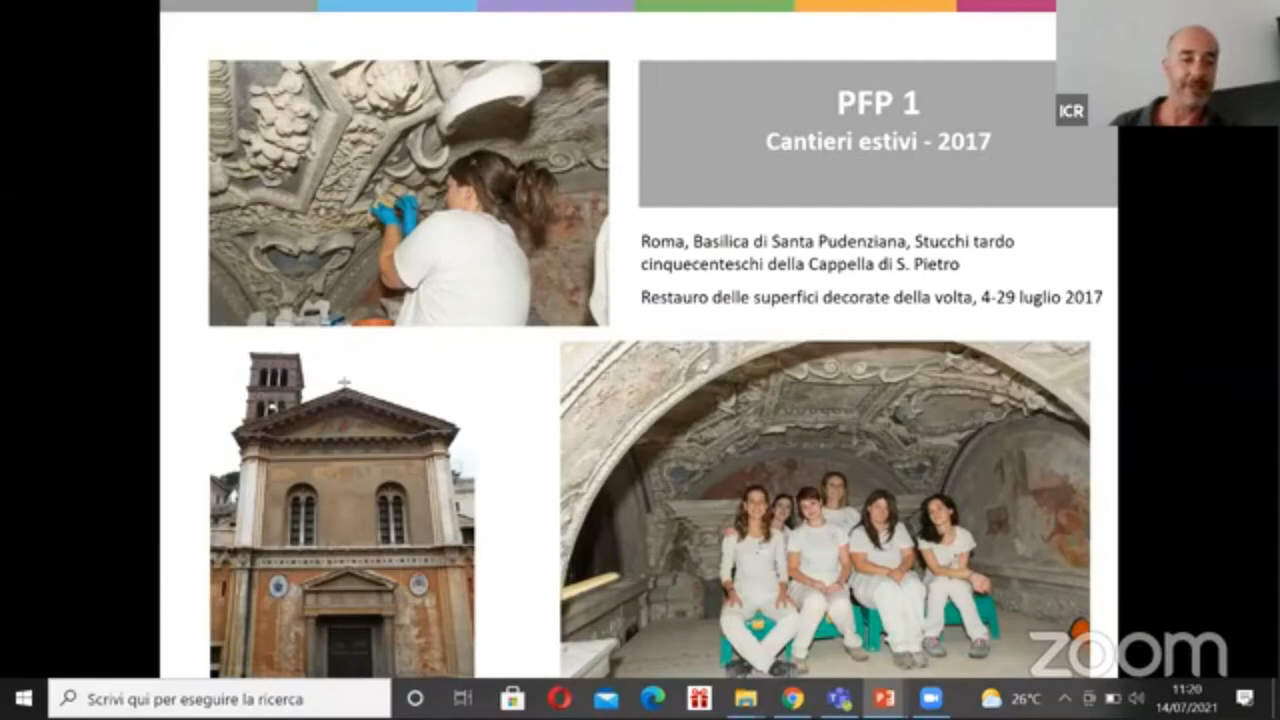 PFP 1
Cantieri estivi - 2017
ICR
Roma, Basilica di Santa Pudenziana, Stucchi tardo
cinquecenteschi della Cappella di S. Pietro
Restauro delle superfici decorate della volta, 4-29 luglio 2017
zoom
Scrivi qui per eseguire la ricerca
26°C
11:20
14/07/2021